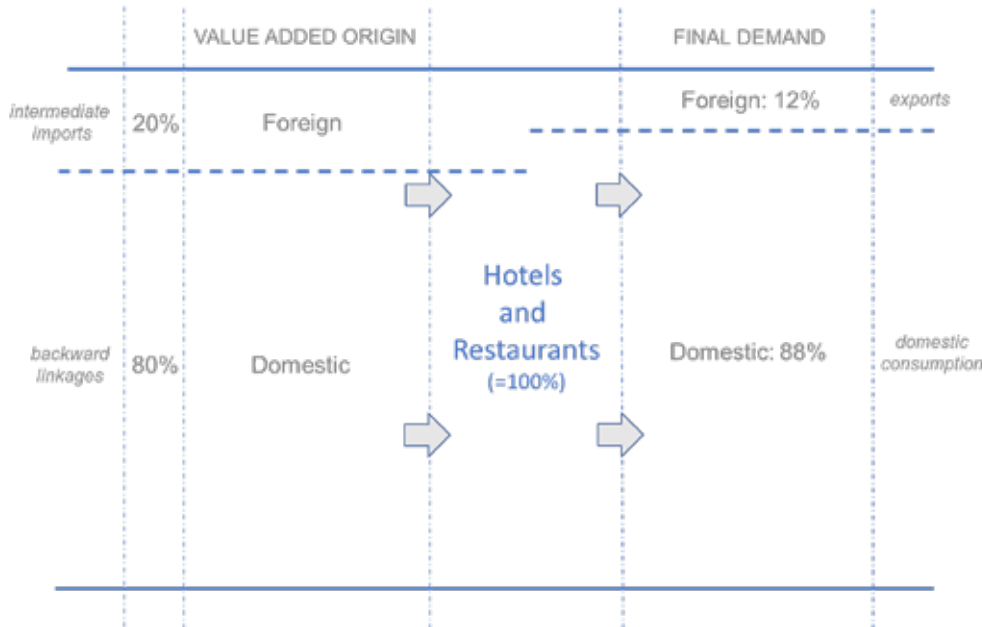 VALUE ADDED ORIGIN
FINAL DEMAND
intermediate
imports
20%
Foreign
Foreign: 12%
exports
Hotels
and
Restaurants
(=100%)
backward
linkages
80%
Domestic
Domestic: 88%
domestic
consumption